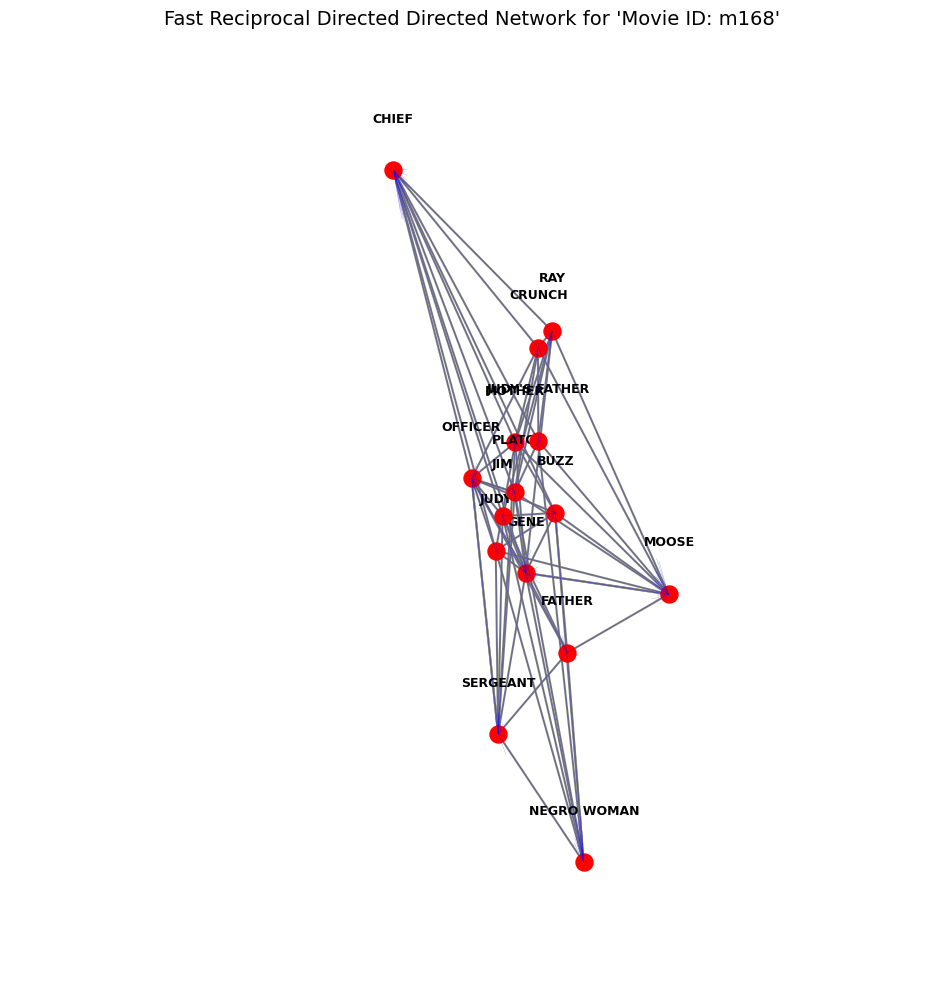 Fast Reciprocal Directed Directed Network for 'Movie ID: m168'
CHIEF
RAY
CRUNCH
MOTHER
JUDY'S FATHER
OFFICER
PLATO
JIM
BUZZ
JUDY
GENE
MOOSE
FATHER
SERGEANT
NEGRO WOMAN